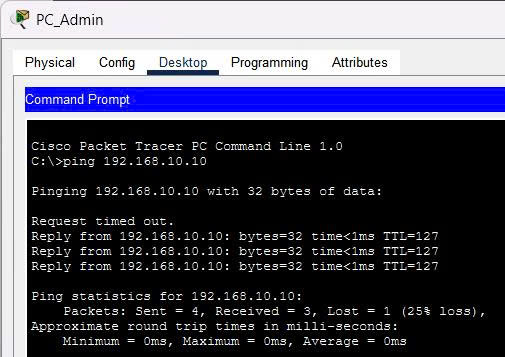 PC_Admin
Physical Config Desktop Programming Attributes
Command Prompt
Cisco Packet Tracer PC Command Line 1.0
C:\>ping 192.168.10.10
Pinging 192.168.10.10 with 32 bytes of data:
Request timed out.
Reply from 192.168.10.10: bytes=32 time<1ms TTL=127
Reply from 192.168.10.10: bytes=32 time<1ms TTL=127
Reply from 192.168.10.10: bytes=32 time<1ms TTL=127
Ping statistics for 192.168.10.10:
Packets: Sent = 4, Received = 3, Lost = 1 (25% loss),
Approximate round trip times in milli-seconds:
Minimum = 0ms, Maximum = 0ms, Average = 0ms